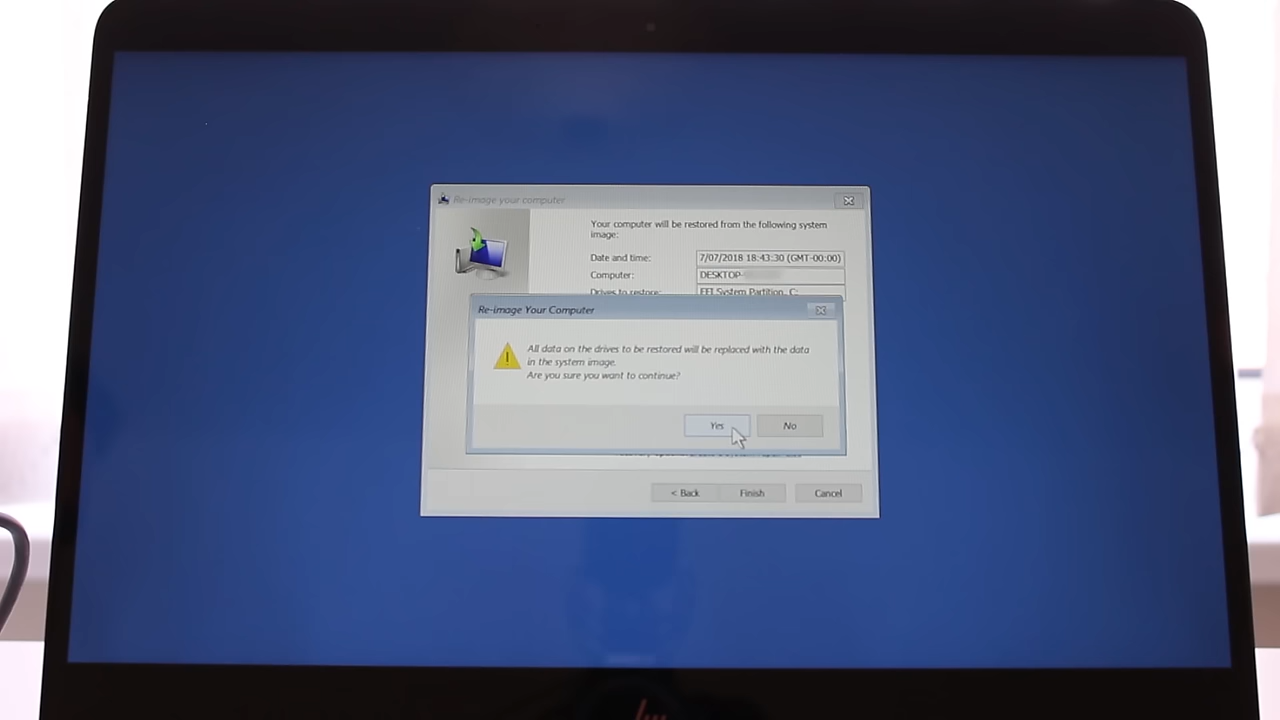 Re-image your computer
Your computer will be restored from the following system
image:
Date and time: 7/07/2018 18:43:30 (GMT-00:00)
Computer: DESKTOP-
Drives to restore: EFI System Partition, C:
Re-image Your Computer
All data on the drives to be restored will be replaced with the data
in the system image.
Are you sure you want to continue?
Yes No
< Back Finish Cancel
hp